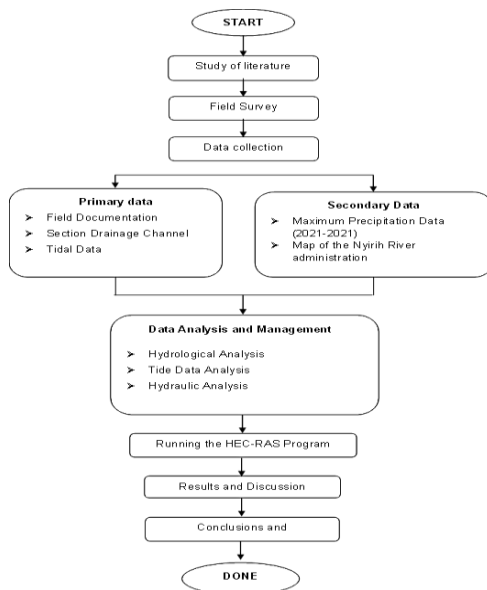 START
Study of literature
Field Survey
Data collection
Primary data
➢ Field Documentation
➢ Section Drainage Channel
➢ Tidal Data
Secondary Data
➢ Maximum Precipitation Data
(2021-2021)
➢ Map of the Nyirih River
administration
Data Analysis and Management
➢ Hydrological Analysis
➢ Tide Data Analysis
➢ Hydraulic Analysis
Running the HEC-RAS Program
Results and Discussion
Conclusions and
DONE